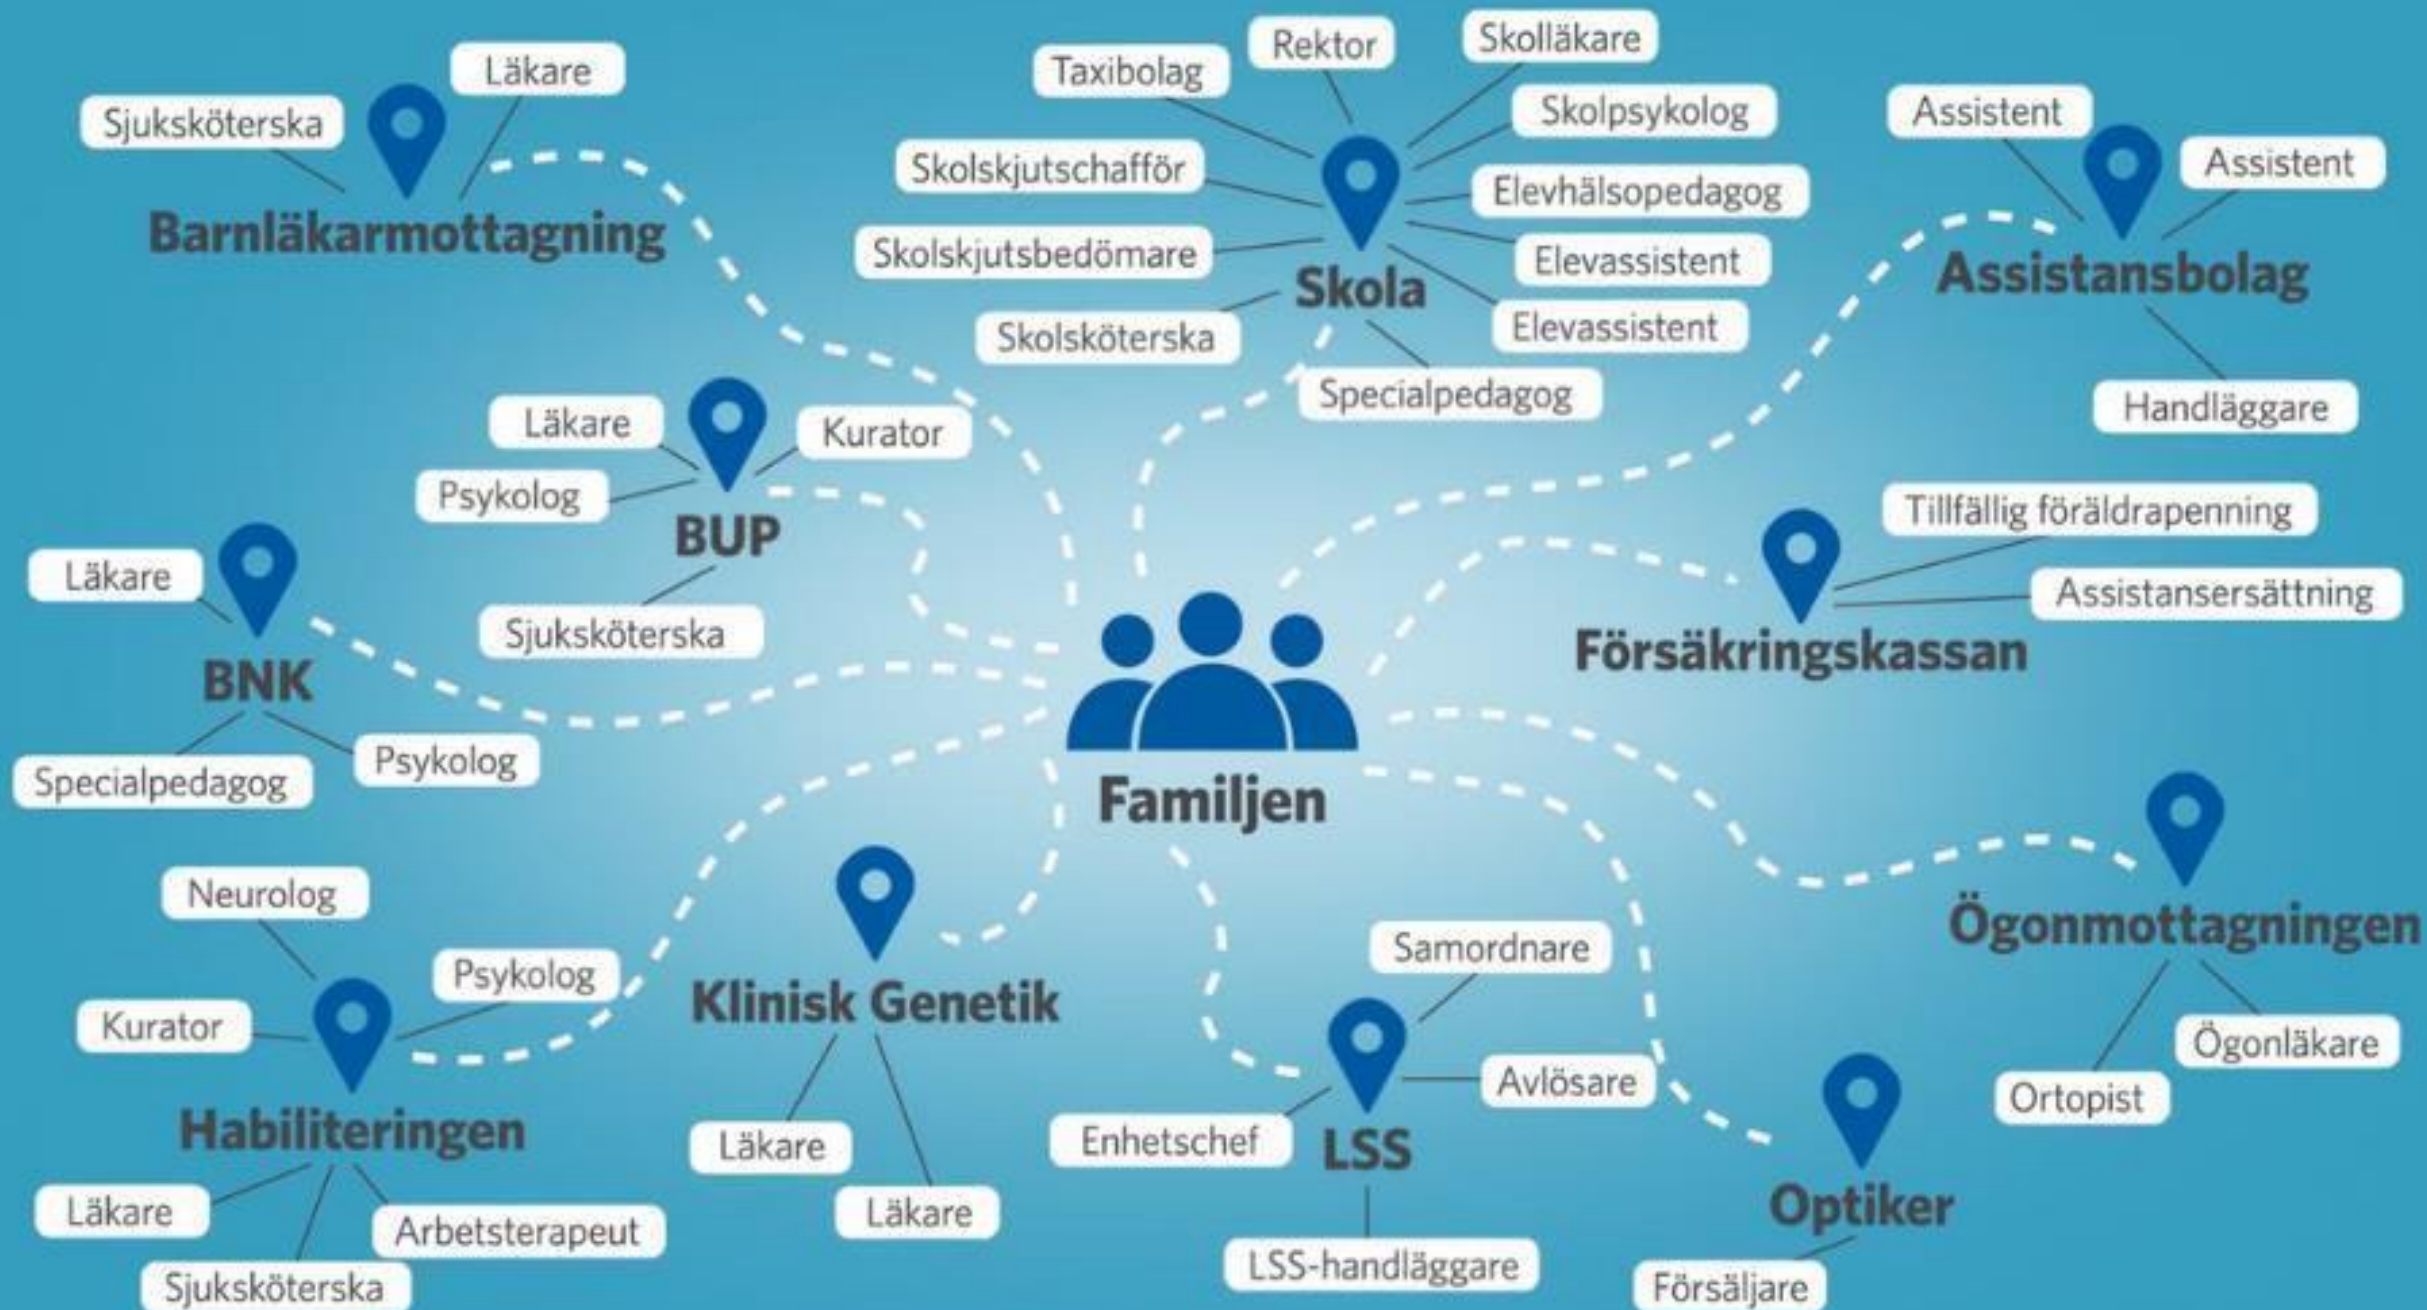 Sjuksköterska
Läkare
Barnläkarmottagning
Taxibolag
Rektor
Skolläkare
Skolpsykolog
Skolskjutschafför
Elevhälsopedagog
Skolskjutsbedömare
Elevassistent
Skola
Skolsköterska
Elevassistent
Specialpedagog
Assistent
Assistent
Assistansbolag
Handläggare
Läkare
Kurator
Psykolog
BUP
Sjuksköterska
Läkare
BNK
Specialpedagog
Psykolog
Tillfällig föräldrapenning
Assistansersättning
Försäkringskassan
Familjen
Neurolog
Psykolog
Kurator
Habiliteringen
Läkare
Arbetsterapeut
Sjuksköterska
Klinisk Genetik
Läkare
Läkare
Samordnare
Avlösare
Enhetschef
LSS
LSS-handläggare
Ögonmottagningen
Ögonläkare
Ortopist
Optiker
Försäljare